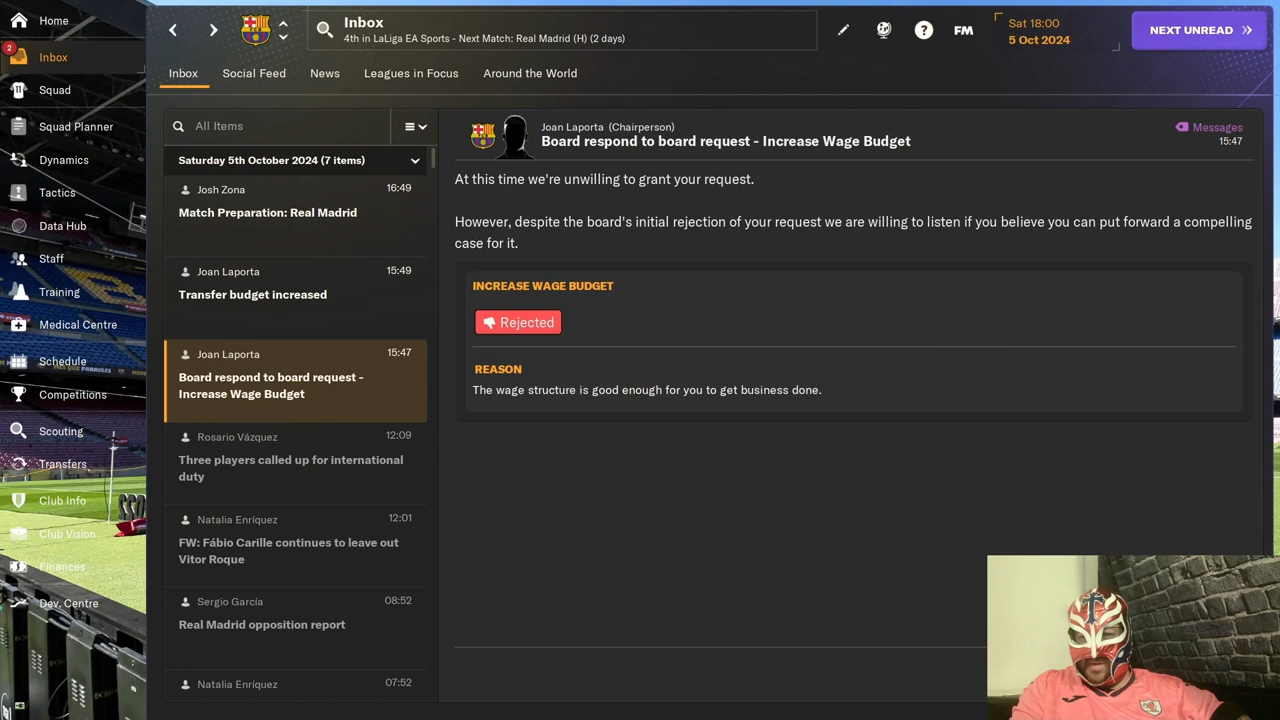 Home
2
Inbox
Squad
Squad Planner
Dynamics
Tactics
Data Hub
Staff
Training
Medical Centre
Schedule
Competitions
Scouting
Transfers
Club Info
Club Vision
Finances
Dev. Centre
Inbox
4th in LaLiga EA Sports - Next Match: Real Madrid (H) (2 days)
?
FM
Sat 18:00
5 Oct 2024
NEXT UNREAD
Inbox
Social Feed
News
Leagues in Focus
Around the World
All Items
Saturday 5th October 2024 (7 items)
Josh Zona 16:49
Match Preparation: Real Madrid
Joan Laporta 15:49
Transfer budget increased
Joan Laporta 15:47
Board respond to board request -
Increase Wage Budget
Rosario Vázquez 12:09
Three players called up for international
duty
Natalia Enríquez 12:01
FW: Fábio Carille continues to leave out
Vitor Roque
Sergio García 08:52
Real Madrid opposition report
Natalia Enríquez 07:52
Joan Laporta (Chairperson)
Board respond to board request - Increase Wage Budget
Messages
15:47
At this time we're unwilling to grant your request.
However, despite the board's initial rejection of your request we are willing to listen if you believe you can put forward a compelling
case for it.
INCREASE WAGE BUDGET
Rejected
REASON
The wage structure is good enough for you to get business done.